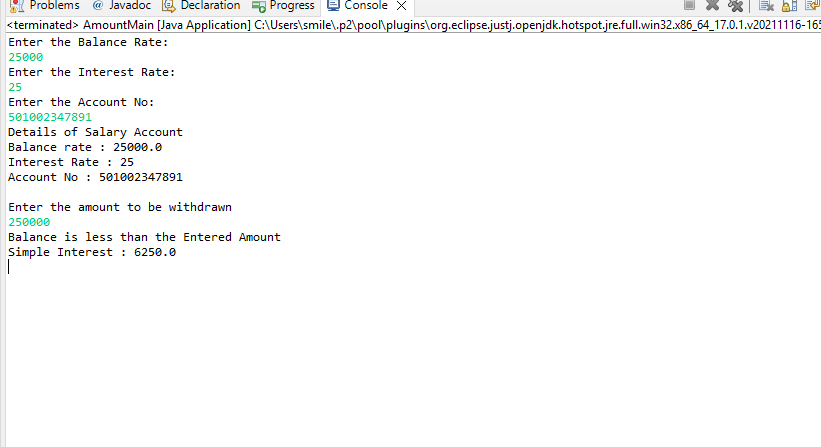 Problems @ Javadoc Declaration Progress Console
<terminated> AmountMain [Java Application] C:\Users\smile\.p2\pool\plugins\org.eclipse.justj.openjdk.hotspot.jre.full.win32.x86_64_17.0.1.v20211116-165
Enter the Balance Rate:
25000
Enter the Interest Rate:
25
Enter the Account No:
501002347891
Details of Salary Account
Balance rate : 25000.0
Interest Rate : 25
Account No : 501002347891
Enter the amount to be withdrawn
250000
Balance is less than the Entered Amount
Simple Interest : 6250.0